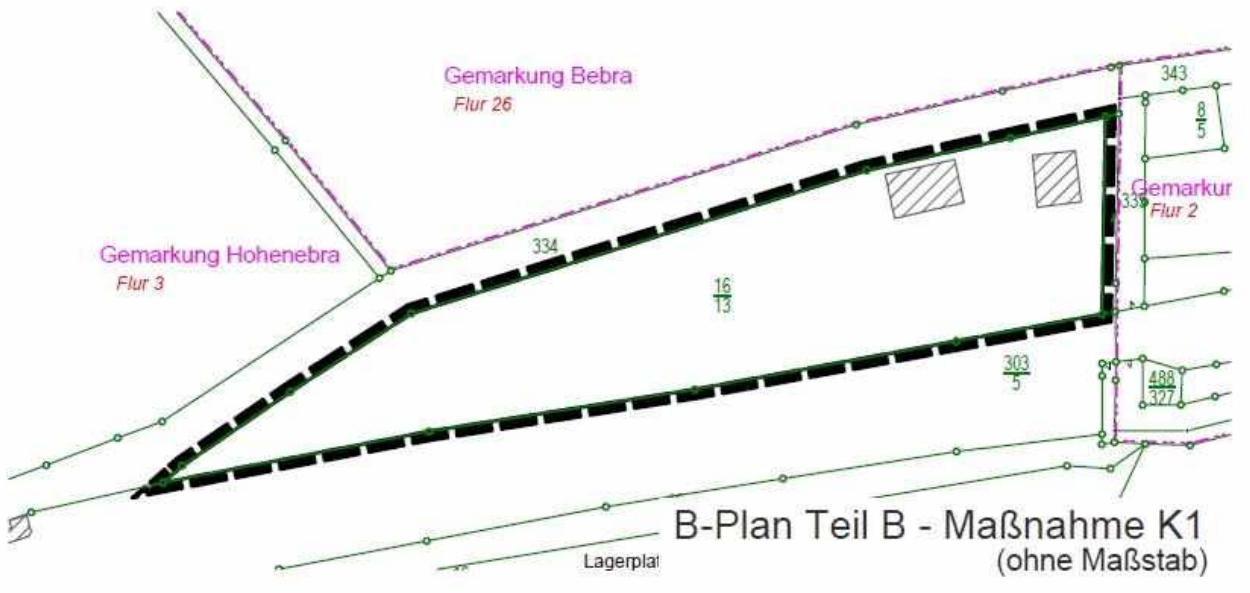 Gemarkung Bebra
Flur 26
343
8
5
Gemarkur
Flur 2
334
Gemarkung Hohenebra
Flur 3
16
13
303
5
488
327
B-Plan Teil B - Maßnahme K1
(ohne Maßstab)
Lagerplat